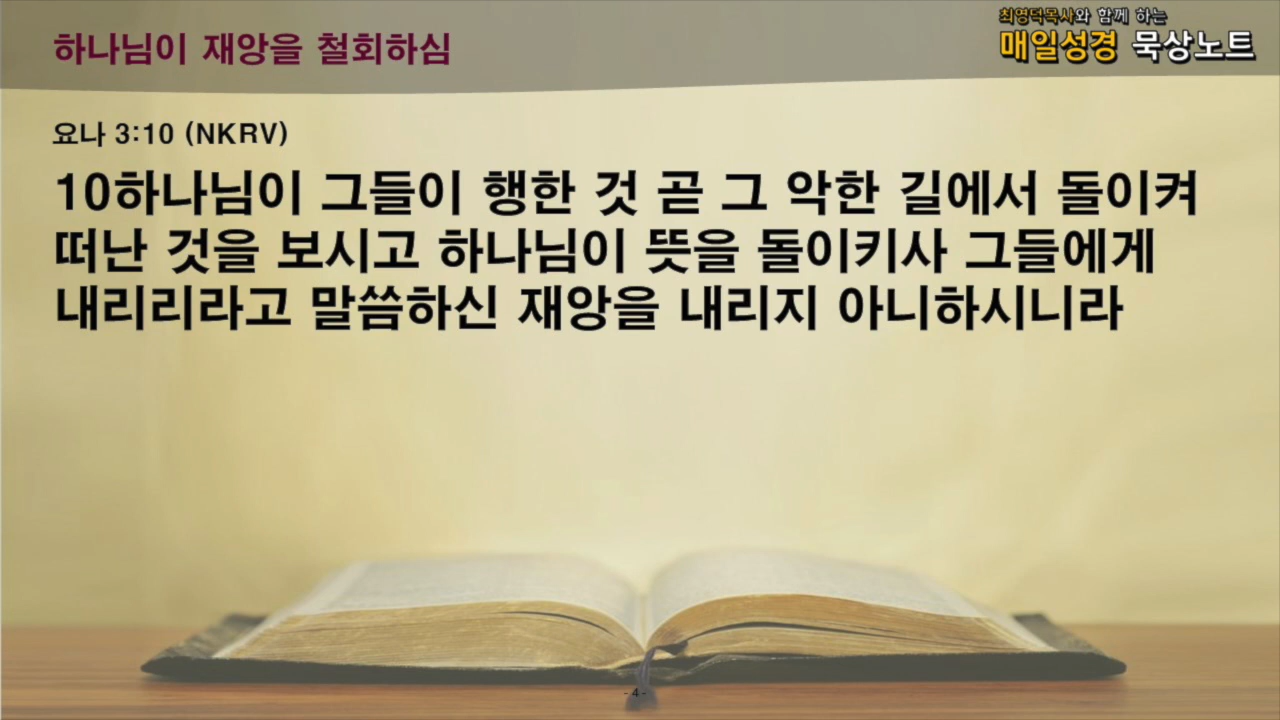 하나님이 재앙을 철회하심
최영덕목사와 함께 하는
매일성경 묵상노트
요나 3:10 (NKRV)
10하나님이 그들이 행한 것 곧 그 악한 길에서 돌이켜
떠난 것을 보시고 하나님이 뜻을 돌이키사 그들에게
내리리라고 말씀하신 재앙을 내리지 아니하시니라
- 4 -